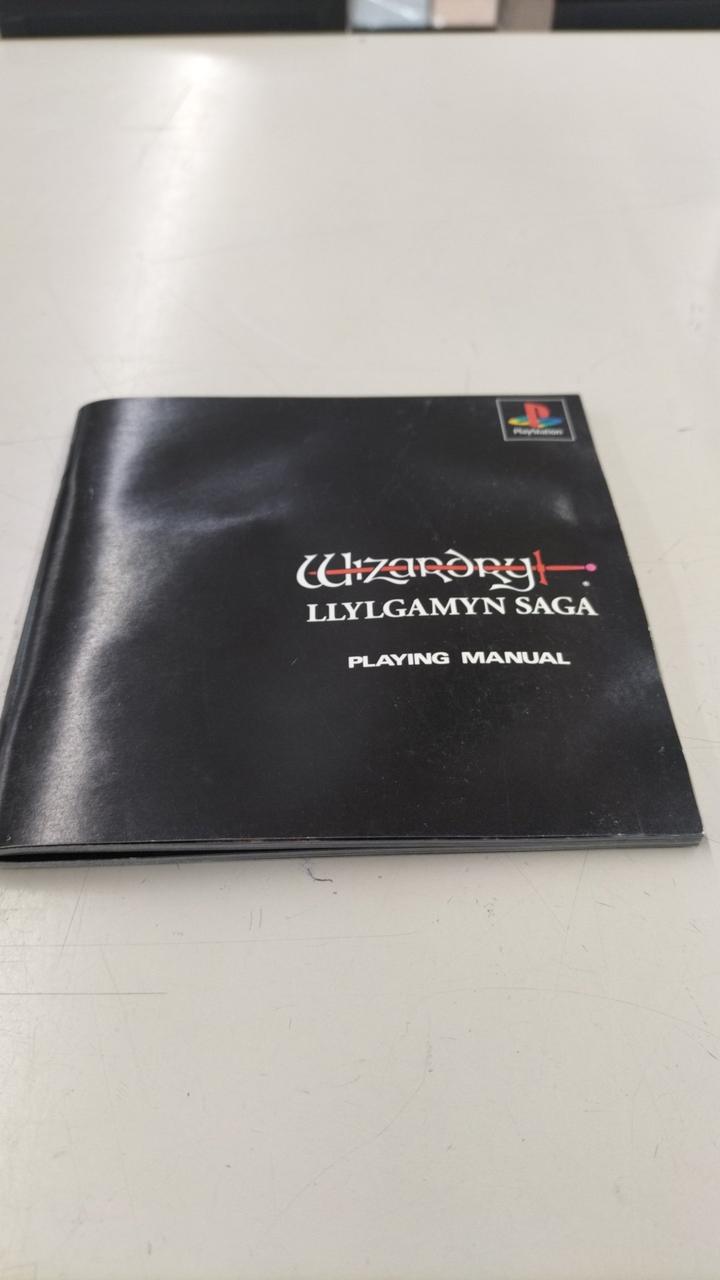 PlayStation
Wizardry
LLYLGAMYN SAGA
PLAYING MANUAL